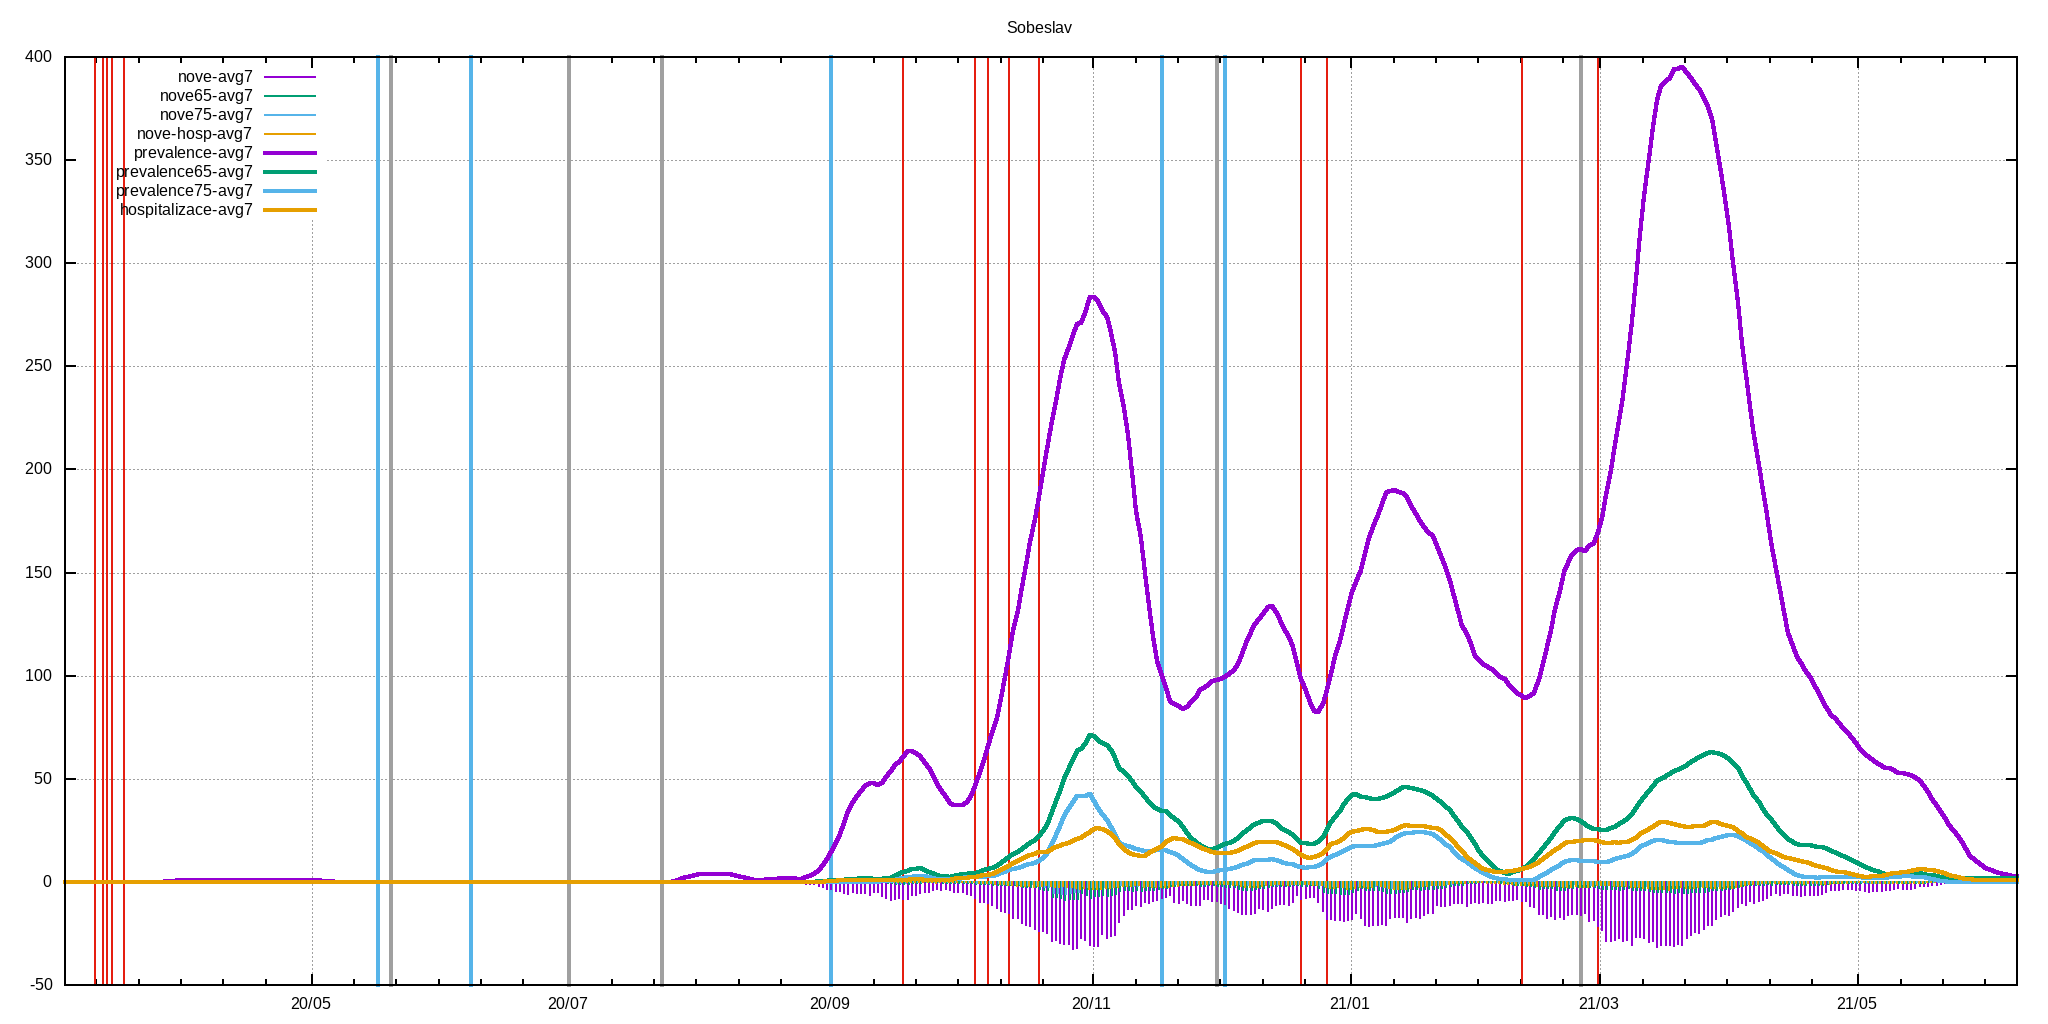 Sobeslav
400
350
300
250
200
150
100
50
0
-50
nove-avg7
nove65-avg7
nove75-avg7
nove-hosp-avg7
prevalence-avg7
prevalence65-avg7
prevalence75-avg7
hospitalizace-avg7
20/05 20/07 20/09 20/11 21/01 21/03 21/05